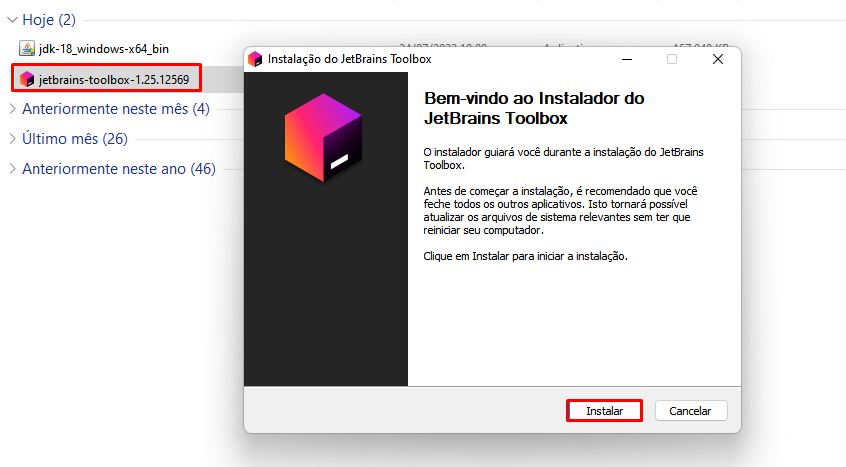 Hoje (2)
jdk-18_windows-x64_bin
jetbrains-toolbox-1.25.12569
Anteriormente neste mês (4)
Último mês (26)
Anteriormente neste ano (46)
Instalação do JetBrains Toolbox
Bem-vindo ao Instalador do
JetBrains Toolbox
O instalador guiará você durante a instalação do JetBrains
Toolbox.
Antes de começar a instalação, é recomendado que você
feche todos os outros aplicativos. Isto tornará possível
atualizar os arquivos de sistema relevantes sem ter que
reiniciar seu computador.
Clique em Instalar para iniciar a instalação.
Instalar
Cancelar